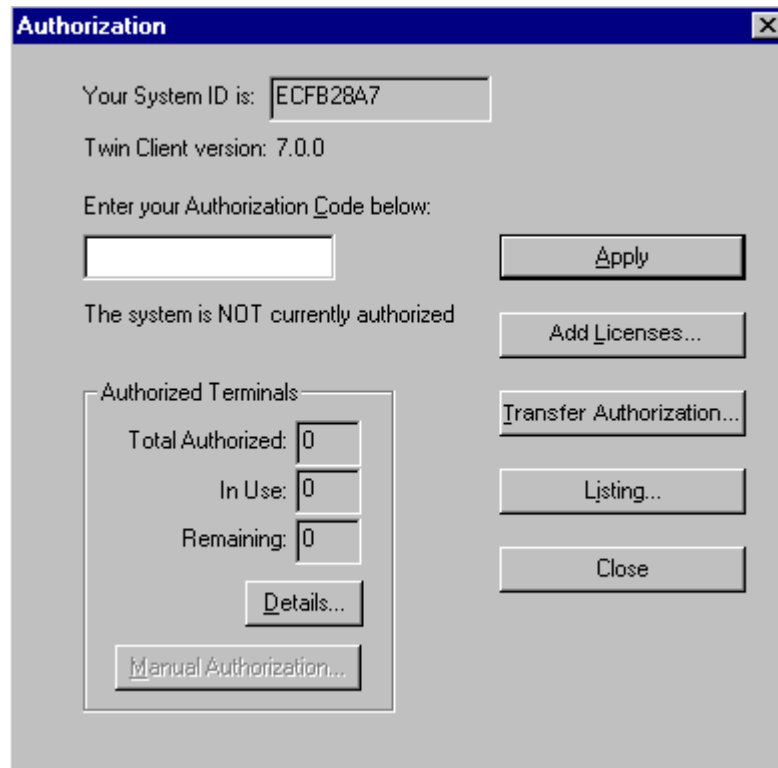 Authorization
Your System ID is: ECFB28A7
Twin Client version: 7.0.0
Enter your Authorization Code below:
Apply
The system is NOT currently authorized
Add Licenses...
Authorized Terminals
Transfer Authorization...
Total Authorized: 0
In Use: 0
Listing...
Remaining: 0
Close
Details...
Manual Authorization...